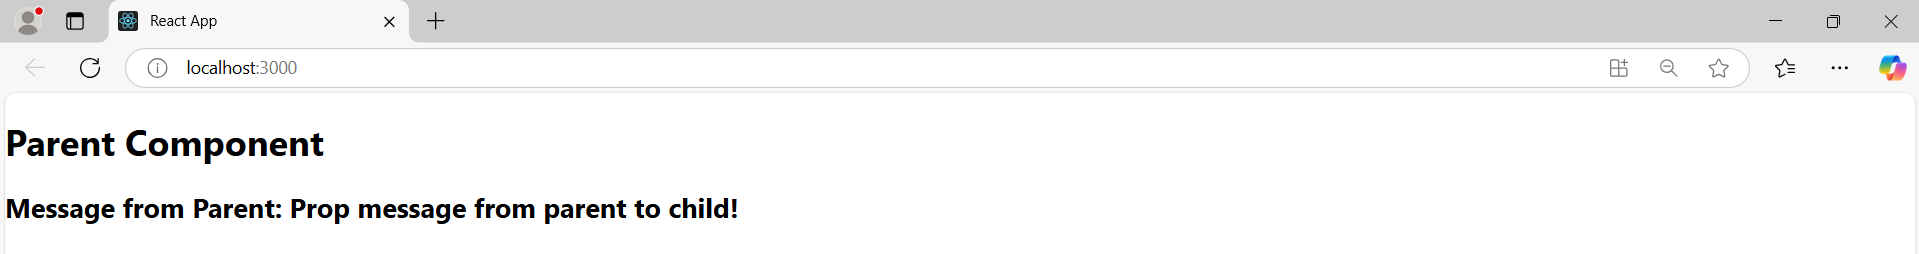 React App
localhost:3000
Parent Component
Message from Parent: Prop message from parent to child!